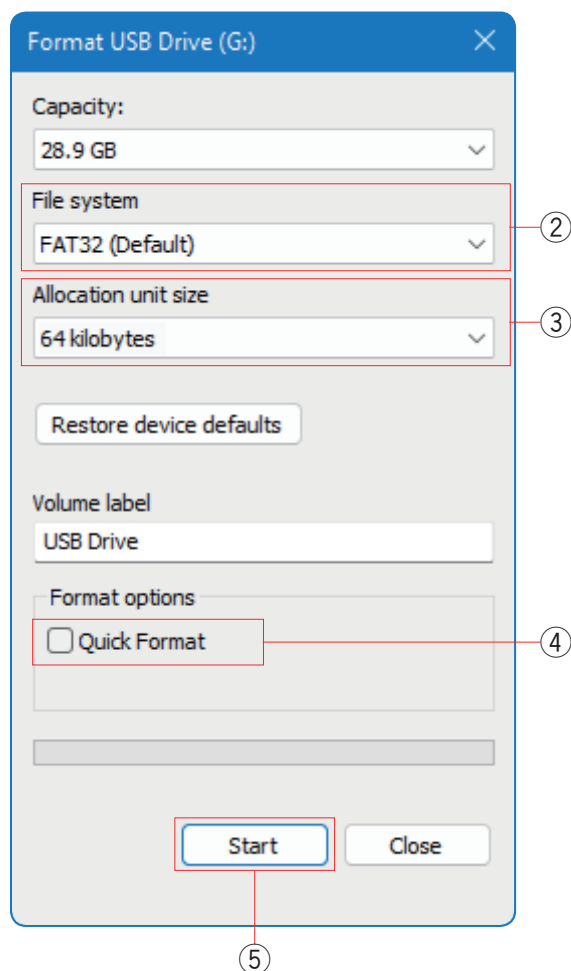 Format USB Drive (G:)
Capacity:
28.9 GB
File system
FAT32 (Default)
②
Allocation unit size
64 kilobytes
③
Restore device defaults
Volume label
USB Drive
Format options
Quick Format
④
Start
Close
⑤